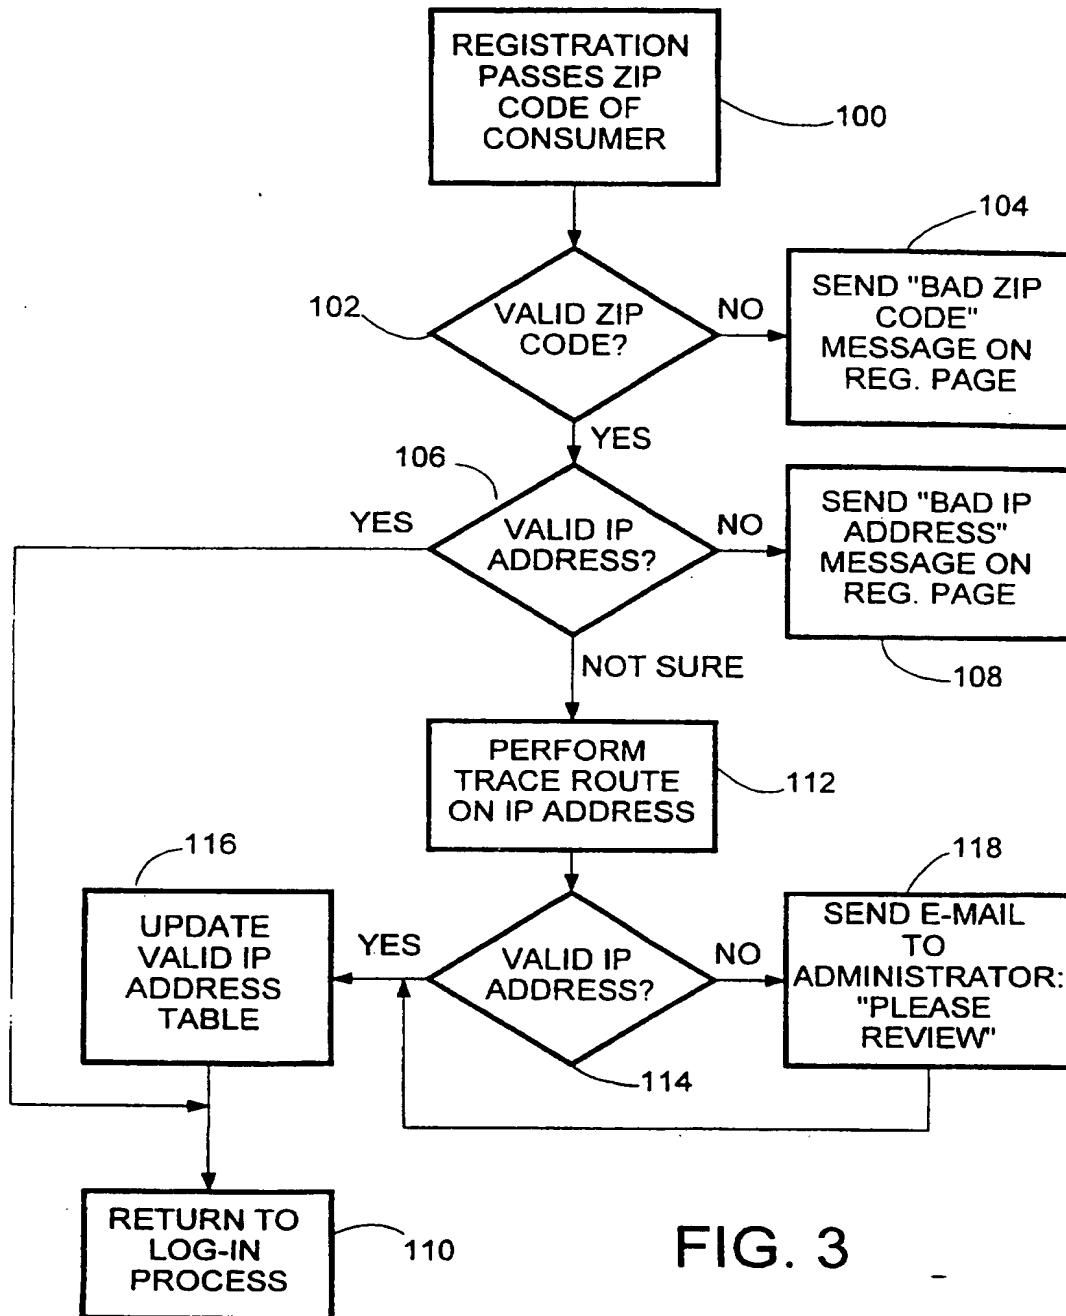 REGISTRATION
PASSES ZIP
CODE OF
CONSUMER
100
104
SEND "BAD ZIP
CODE"
MESSAGE ON
REG. PAGE
102
VALID ZIP
CODE?
NO
YES
106
YES
VALID IP
ADDRESS?
NO
SEND "BAD IP
ADDRESS"
MESSAGE ON
REG. PAGE
108
NOT SURE
PERFORM
TRACE ROUTE
ON IP ADDRESS
112
116
UPDATE
VALID IP
ADDRESS
TABLE
YES
VALID IP
ADDRESS?
114
NO
118
SEND E-MAIL
TO
ADMINISTRATOR:
"PLEASE
REVIEW"
RETURN TO
LOG-IN
PROCESS
110
FIG. 3